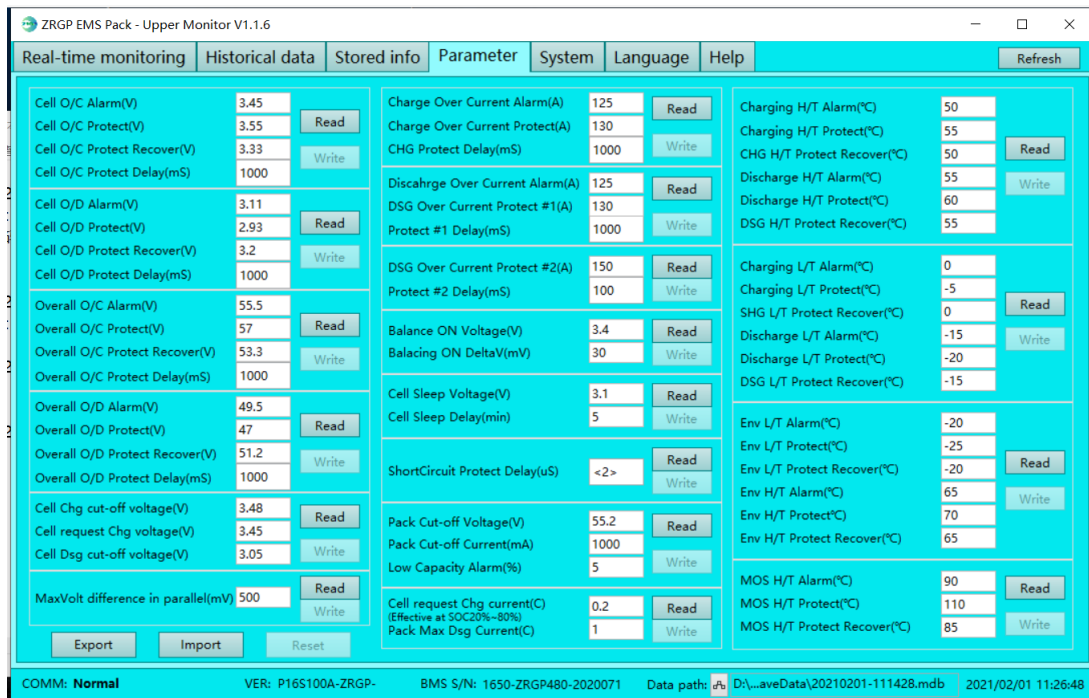 ZRGP EMS Pack - Upper Monitor V1.1.6
Real-time monitoring Historical data Stored info Parameter System Language Help Refresh
Cell O/C Alarm(V) 3.45
Cell O/C Protect(V) 3.55
Cell O/C Protect Recover(V) 3.33
Cell O/C Protect Delay(mS) 1000
Read
Write
Cell O/D Alarm(V) 3.11
Cell O/D Protect(V) 2.93
Cell O/D Protect Recover(V) 3.2
Cell O/D Protect Delay(mS) 1000
Read
Write
Overall O/C Alarm(V) 55.5
Overall O/C Protect(V) 57
Overall O/C Protect Recover(V) 53.3
Overall O/C Protect Delay(mS) 1000
Read
Write
Overall O/D Alarm(V) 49.5
Overall O/D Protect(V) 47
Overall O/D Protect Recover(V) 51.2
Overall O/D Protect Delay(mS) 1000
Read
Write
Cell Chg cut-off voltage(V) 3.48
Cell request Chg voltage(V) 3.45
Cell Dsg cut-off voltage(V) 3.05
Read
Write
MaxVolt difference in parallel(mV) 500
Read
Write
Export Import Reset
Charge Over Current Alarm(A) 125
Charge Over Current Protect(A) 130
CHG Protect Delay(mS) 1000
Read
Write
Discahrge Over Current Alarm(A) 125
DSG Over Current Protect #1(A) 130
Protect #1 Delay(mS) 1000
Read
Write
DSG Over Current Protect #2(A) 150
Protect #2 Delay(mS) 100
Read
Write
Balance ON Voltage(V) 3.4
Balacing ON DeltaV(mV) 30
Read
Write
Cell Sleep Voltage(V) 3.1
Cell Sleep Delay(min) 5
Read
Write
ShortCircuit Protect Delay(uS) <2>
Read
Write
Pack Cut-off Voltage(V) 55.2
Pack Cut-off Current(mA) 1000
Low Capacity Alarm(%) 5
Read
Write
Cell request Chg current(C) 0.2
(Effective at SOC20%~80%)
Pack Max Dsg Current(C) 1
Read
Write
Charging H/T Alarm(℃) 50
Charging H/T Protect(℃) 55
CHG H/T Protect Recover(℃) 50
Discharge H/T Alarm(℃) 55
Discharge H/T Protect(℃) 60
DSG H/T Protect Recover(℃) 55
Read
Write
Charging L/T Alarm(℃) 0
Charging L/T Protect(℃) -5
SHG L/T Protect Recover(℃) 0
Discharge L/T Alarm(℃) -15
Discharge L/T Protect(℃) -20
DSG L/T Protect Recover(℃) -15
Read
Write
Env L/T Alarm(℃) -20
Env L/T Protect(℃) -25
Env L/T Protect Recover(℃) -20
Env H/T Alarm(℃) 65
Env H/T Protect(℃) 70
Env H/T Protect Recover(℃) 65
Read
Write
MOS H/T Alarm(℃) 90
MOS H/T Protect(℃) 110
MOS H/T Protect Recover(℃) 85
Read
Write
COMM: Normal VER: P16S100A-ZRGP- BMS S/N: 1650-ZRGP480-2020071 Data path: D:\...aveData\20210201-111428.mdb 2021/02/01 11:26:48